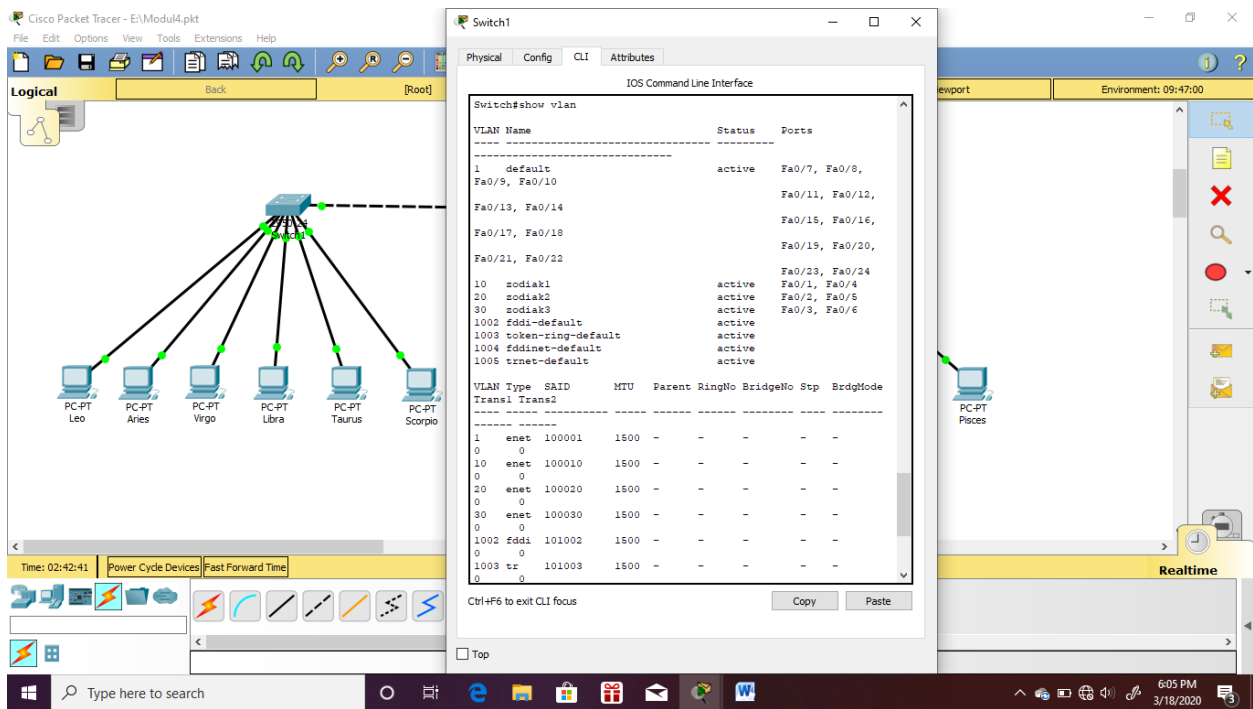 Cisco Packet Tracer - E:\Modul4.pkt
File Edit Options View Tools Extensions Help
Logical
Back
[Root]
Environment: 09:47:00
Switch1
PC-PT
Leo
PC-PT
Aries
PC-PT
Virgo
PC-PT
Libra
PC-PT
Taurus
PC-PT
Scorpio
PC-PT
Pisces
Time: 02:42:41
Power Cycle Devices
Fast Forward Time
Realtime
Switch1
Physical Config CLI Attributes
IOS Command Line Interface
Switch#show vlan
VLAN Name Status Ports
---- -------------------------------- ---------
-------------------------------
1 default active Fa0/7, Fa0/8,
Fa0/9, Fa0/10
Fa0/11, Fa0/12,
Fa0/13, Fa0/14
Fa0/15, Fa0/16,
Fa0/17, Fa0/18
Fa0/19, Fa0/20,
Fa0/21, Fa0/22
Fa0/23, Fa0/24
10 zodiak1 active Fa0/1, Fa0/4
20 zodiak2 active Fa0/2, Fa0/5
30 zodiak3 active Fa0/3, Fa0/6
1002 fddi-default active
1003 token-ring-default active
1004 fddinet-default active
1005 trnet-default active
VLAN Type SAID MTU Parent RingNo BridgeNo Stp BrdgMode
Trans1 Trans2
---- ----- ---------- ----- ------ ------ -------- ---- --------
------ ------
1 enet 100001 1500 - - - - -
0 0
10 enet 100010 1500 - - - - -
0 0
20 enet 100020 1500 - - - - -
0 0
30 enet 100030 1500 - - - - -
0 0
1002 fddi 101002 1500 - - - - -
0 0
1003 tr 101003 1500 - - - - -
0 0
Ctrl+F6 to exit CLI focus
Copy
Paste
Top
Type here to search
6:05 PM
3/18/2020